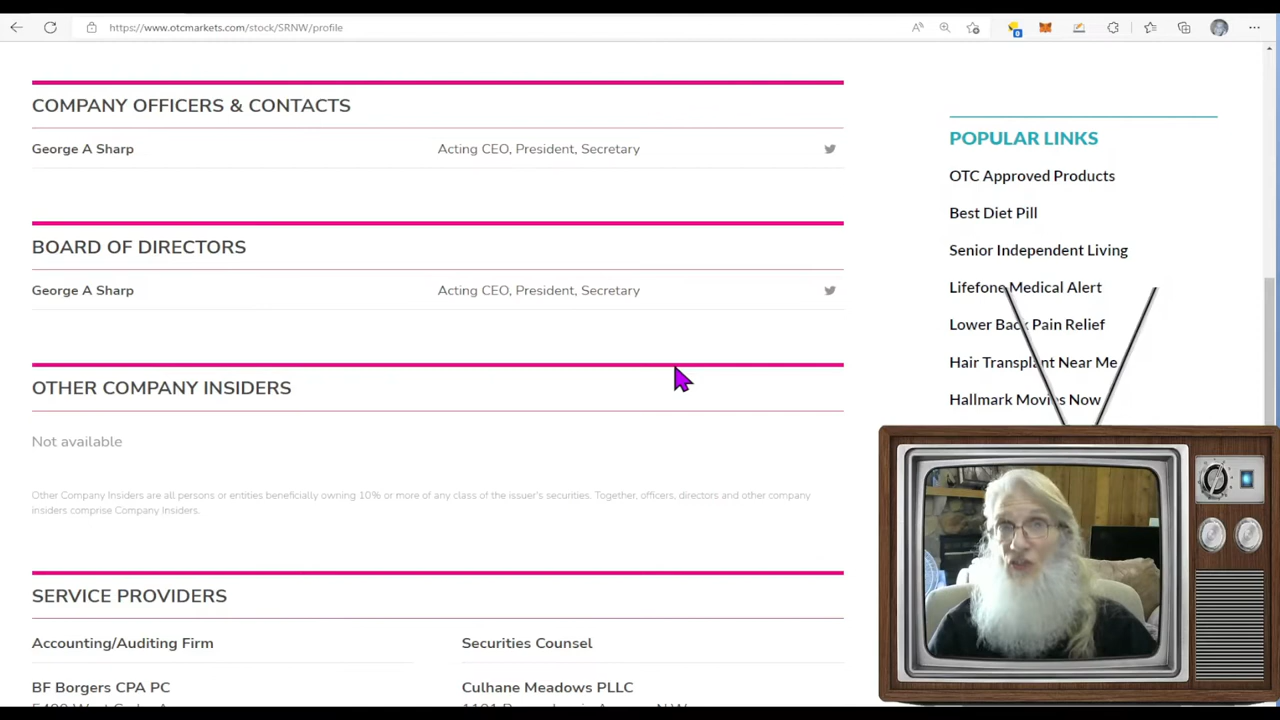 https://www.otcmarkets.com/stock/SRNW/profile
COMPANY OFFICERS & CONTACTS
George A Sharp Acting CEO, President, Secretary
BOARD OF DIRECTORS
George A Sharp Acting CEO, President, Secretary
OTHER COMPANY INSIDERS
Not available
Other Company Insiders are all persons or entities beneficially owning 10% or more of any class of the issuer's securities. Together, officers, directors and other company
insiders comprise Company Insiders.
SERVICE PROVIDERS
Accounting/Auditing Firm Securities Counsel
BF Borgers CPA PC Culhane Meadows PLLC
POPULAR LINKS
OTC Approved Products
Best Diet Pill
Senior Independent Living
Lifefone Medical Alert
Lower Back Pain Relief
Hair Transplant Near Me
Hallmark Movies Now
0